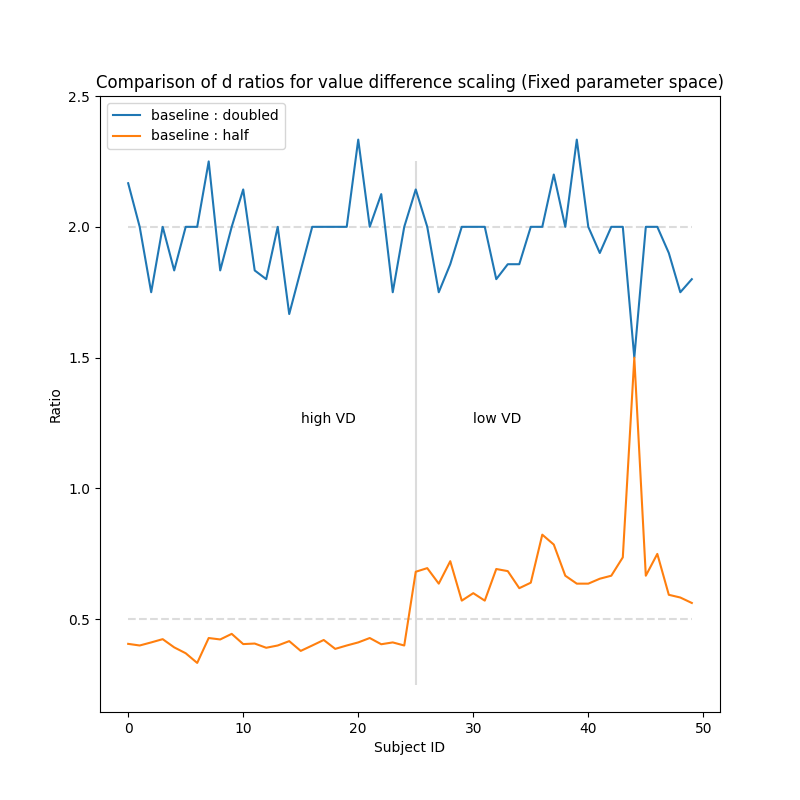 Comparison of d ratios for value difference scaling (Fixed parameter space)
2.5
baseline : doubled
baseline : half
2.0
1.5
high VD
low VD
Ratio
1.0
0.5
0
10
20
30
40
50
Subject ID